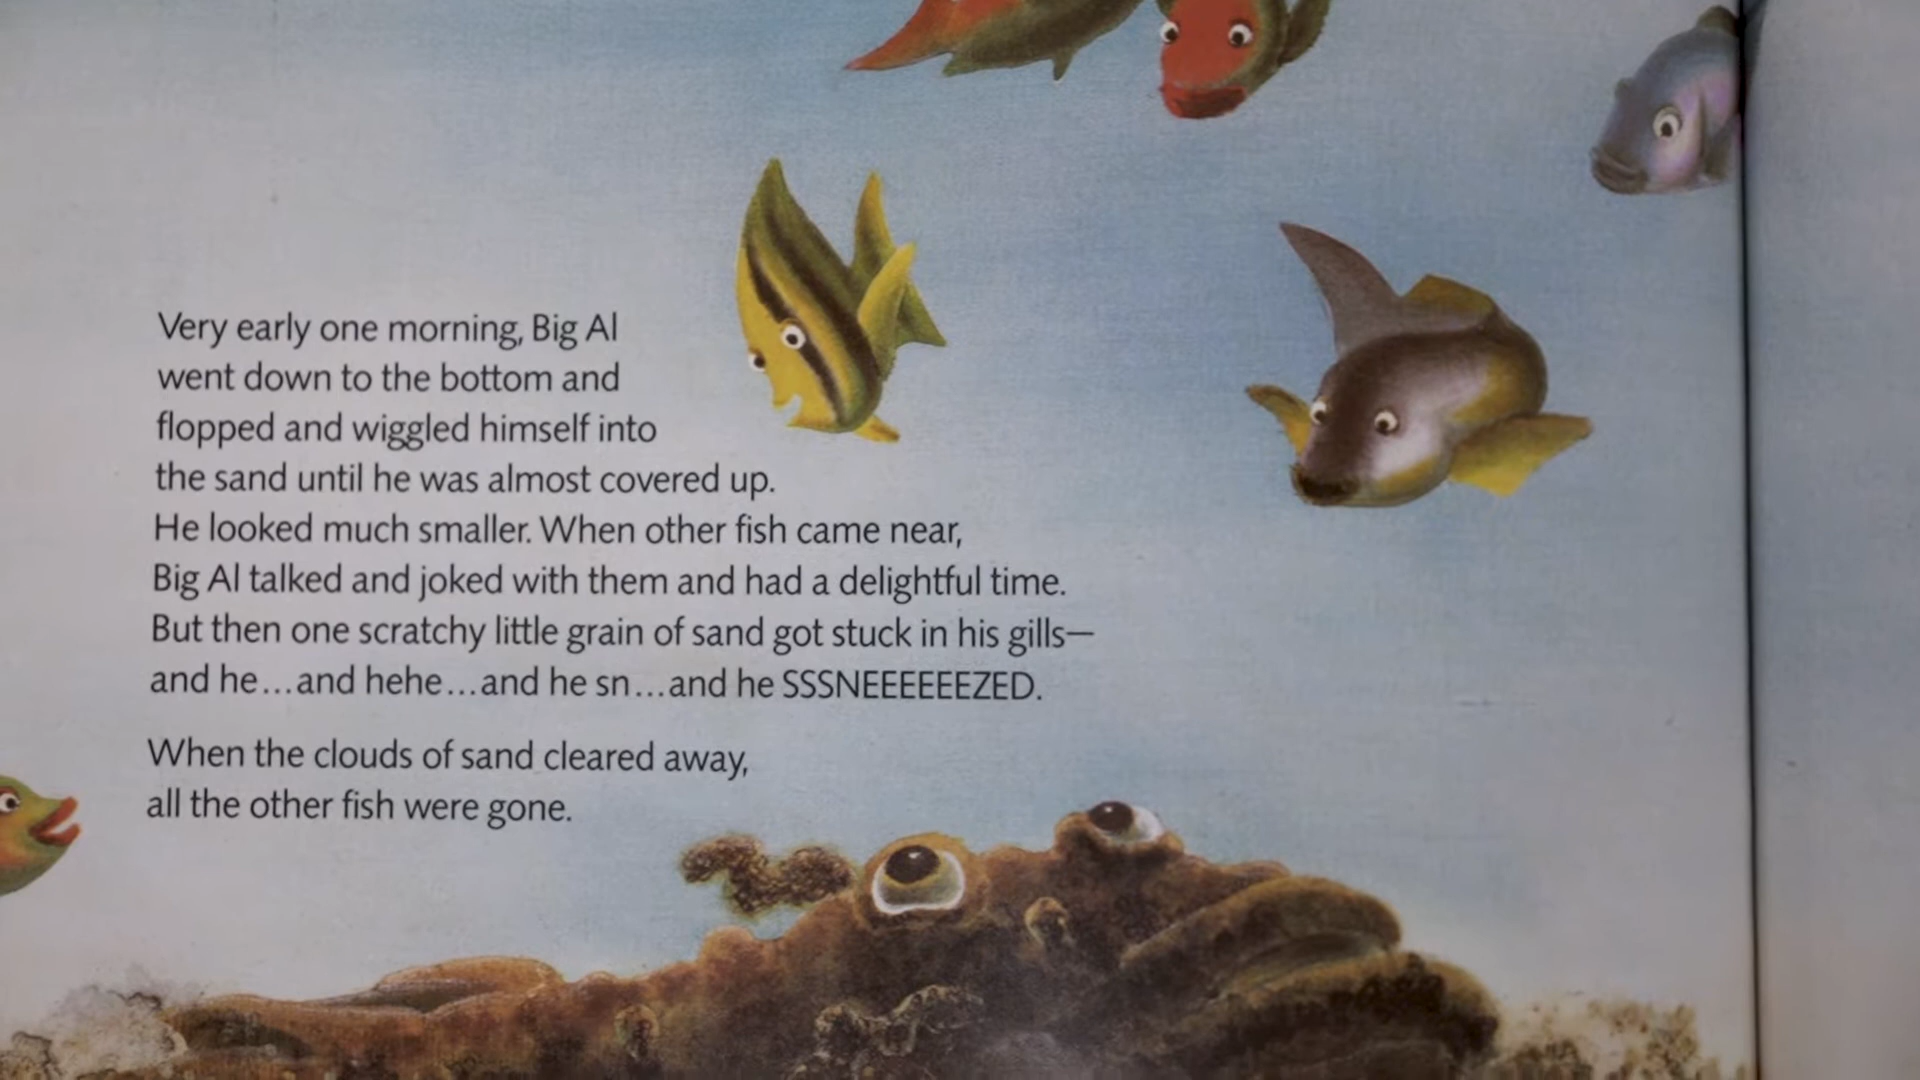 Very early one morning, Big Al
went down to the bottom and
flopped and wiggled himself into
the sand until he was almost covered up.
He looked much smaller. When other fish came near,
Big Al talked and joked with them and had a delightful time.
But then one scratchy little grain of sand got stuck in his gills—
and he...and hehe...and he sn...and he SSSNEEEEEEZED.
When the clouds of sand cleared away,
all the other fish were gone.